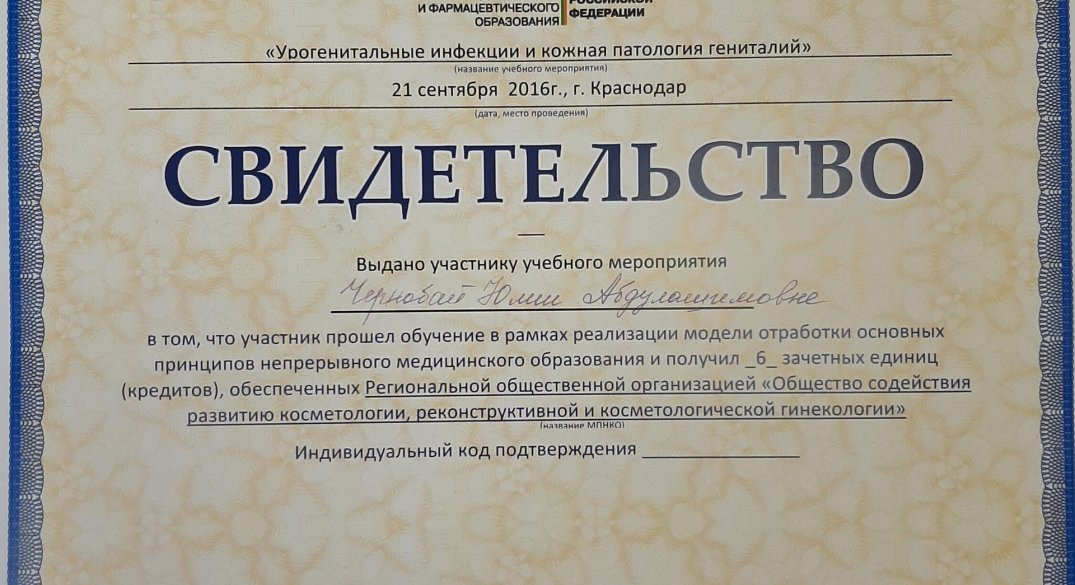 И ФАРМАЦЕВТИЧЕСКОГО
ОБРАЗОВАНИЯ
РОССИЙСКОЙ
ФЕДЕРАЦИИ
«Урогенитальные инфекции и кожная патология гениталий»
(название учебного мероприятия)
21 сентября 2016г., г. Краснодар
(дата, место проведения)
СВИДЕТЕЛЬСТВО
Выдано участнику учебного мероприятия
Чернобай Юлии Абдулашимовне
в том, что участник прошел обучение в рамках реализации модели отработки основных
принципов непрерывного медицинского образования и получил _6_ зачетных единиц
(кредитов), обеспеченных Региональной общественной организацией «Общество содействия
развитию косметологии, реконструктивной и косметологической гинекологии»
(название МПНКО)
Индивидуальный код подтверждения _______________